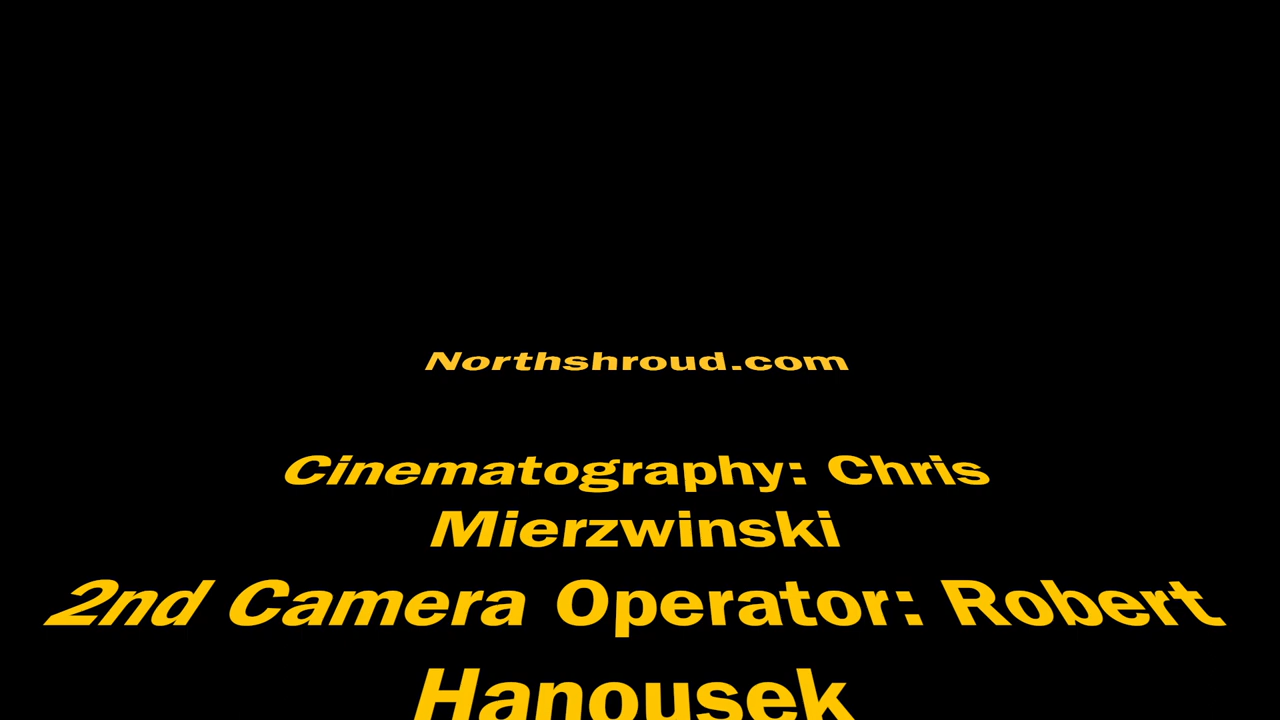 Northshroud.com
Cinematography: Chris
Mierzwinski
2nd Camera Operator: Robert
Hanousek